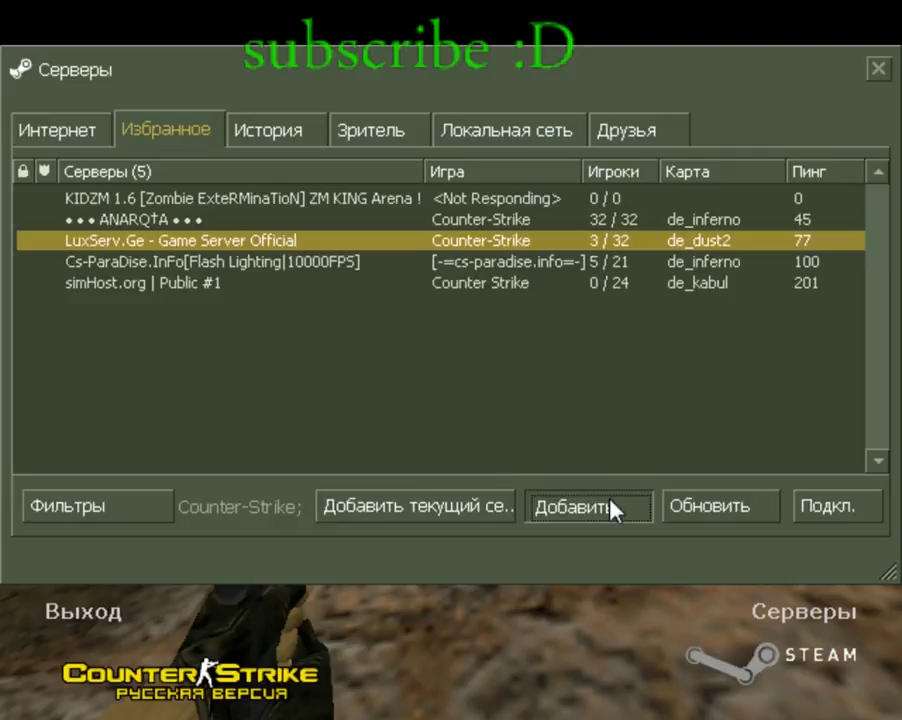 subscribe :D
Серверы
Интернет Избранное История Зритель Локальная сеть Друзья
Серверы (5) Игра Игроки Карта Пинг
KIDZM 1.6 [Zombie ExteRMinaTioN] ZM KING Arena ! <Not Responding> 0 / 0 0
• • • ANARQ†A • • • Counter-Strike 32 / 32 de_inferno 45
LuxServ.Ge - Game Server Official Counter-Strike 3 / 32 de_dust2 77
Cs-ParaDise.InFo[Flash Lighting|10000FPS] [-=cs-paradise.info=-] 5 / 21 de_inferno 100
simHost.org | Public #1 Counter Strike 0 / 24 de_kabul 201
Фильтры Counter-Strike; Добавить текущий се.. Добавить Обновить Подкл.
Выход Серверы
COUNTER STRIKE STEAM
РУССКАЯ ВЕРСИЯ